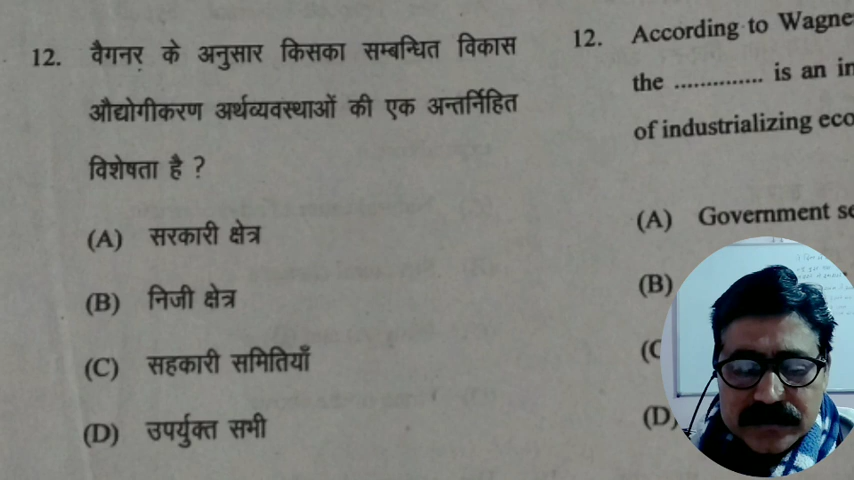 12. वैगनर के अनुसार किसका सम्बन्धित विकास
औद्योगीकरण अर्थव्यवस्थाओं की एक अन्तर्निहित
विशेषता है ?
(A) सरकारी क्षेत्र
(B) निजी क्षेत्र
(C) सहकारी समितियाँ
(D) उपर्युक्त सभी
12. According to Wagne
the .............. is an in
of industrializing eco
(A) Government se
(B)
(C
(D)